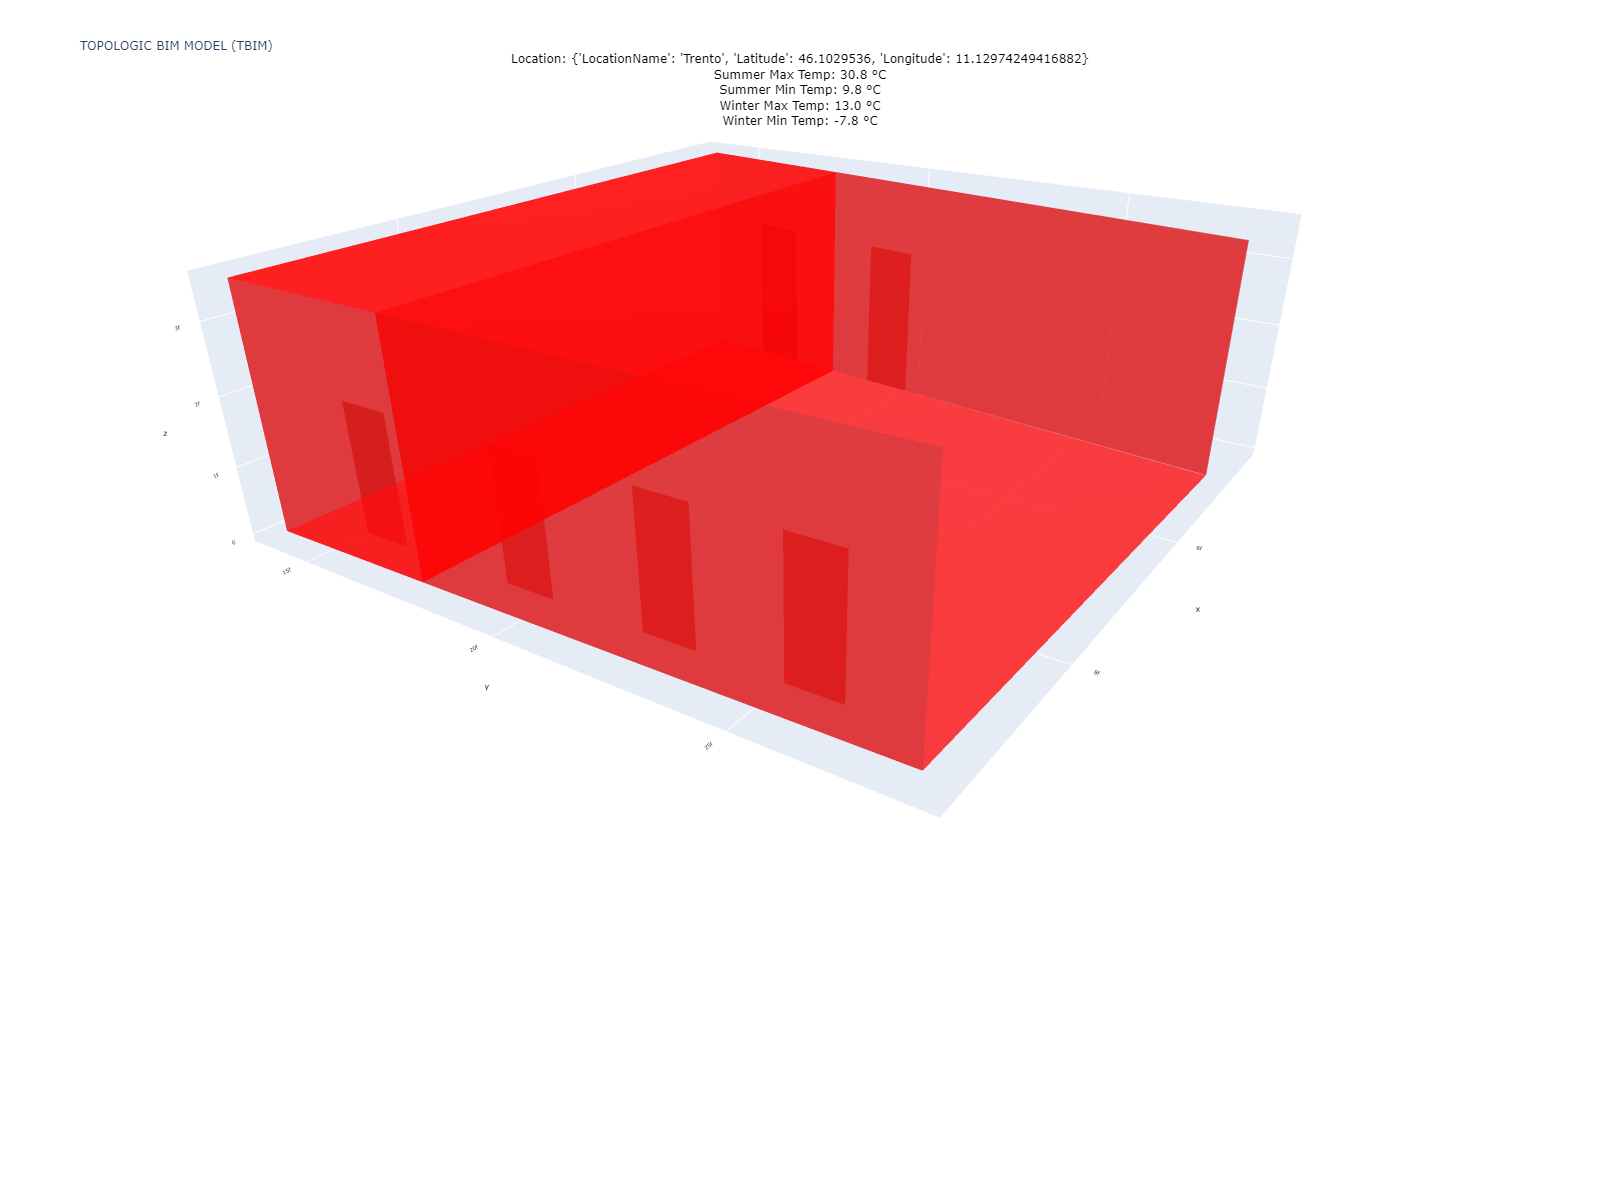 TOPOLOGIC BIM MODEL (TBIM)
Location: {'LocationName': 'Trento', 'Latitude': 46.1029536, 'Longitude': 11.12974249416882}
Summer Max Temp: 30.8 °C
Summer Min Temp: 9.8 °C
Winter Max Temp: 13.0 °C
Winter Min Temp: -7.8 °C
z
0
y
x